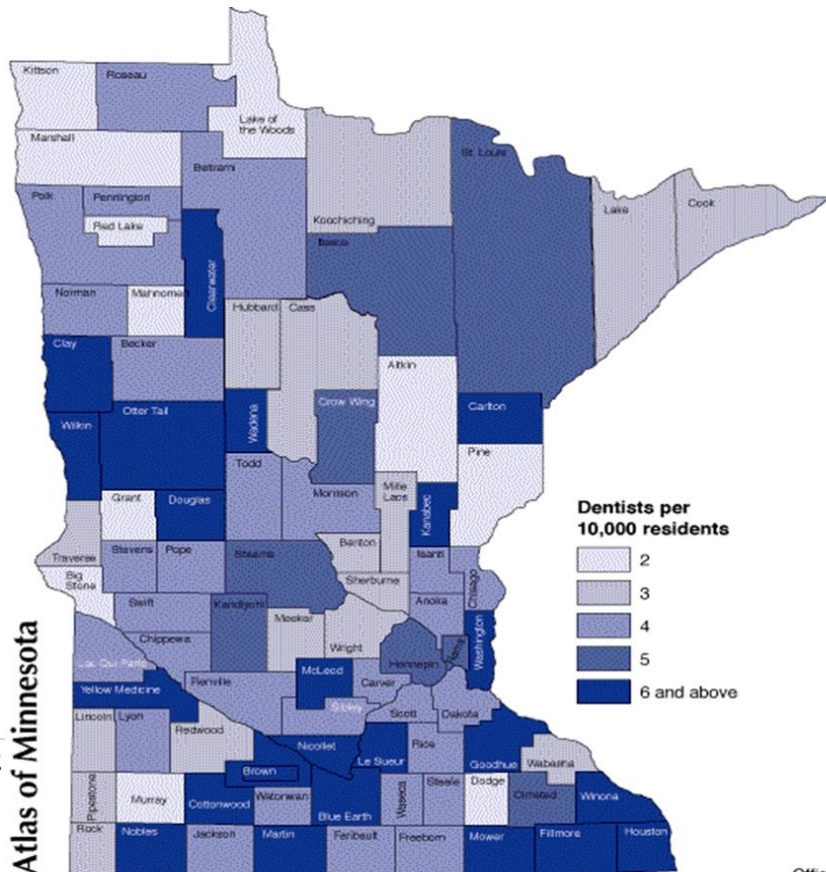 Kittson
Roseau
Lake of
the Woods
Marshall
Beltrami
Polk
Pennington
Red Lake
Koochiching
St. Louis
Lake
Cook
Itasca
Clearwater
Norman
Mahnomen
Hubbard
Cass
Clay
Becker
Aitkin
Crow Wing
Carlton
Otter Tail
Wadena
Wilkin
Pine
Todd
Mille
Lacs
Grant
Douglas
Morrison
Kanabec
Dentists per
10,000 residents
2
3
4
5
6 and above
Traverse
Stevens
Pope
Stearns
Benton
Isanti
Big
Stone
Sherburne
Chisago
Swift
Kandiyohi
Anoka
Meeker
Chippewa
Wright
Washington
Lac Qui Parle
McLeod
Hennepin
Yellow Medicine
Renville
Carver
Sibley
Scott
Dakota
Lincoln
Lyon
Redwood
Nicollet
Le Sueur
Rice
Goodhue
Wabasha
Brown
Pipestone
Murray
Cottonwood
Watonwan
Blue Earth
Waseca
Steele
Dodge
Olmsted
Winona
Rock
Nobles
Jackson
Martin
Faribault
Freeborn
Mower
Fillmore
Houston
Atlas of Minnesota